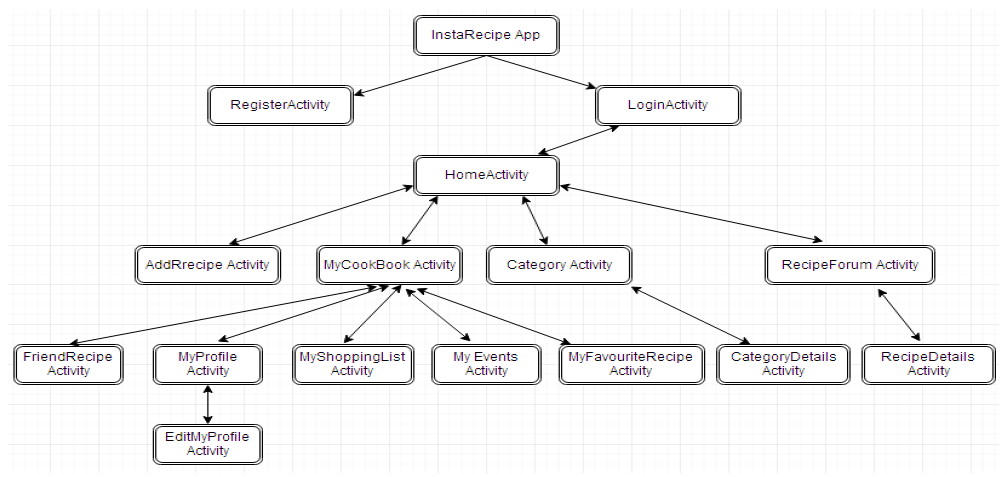 InstaRecipe App
RegisterActivity
LoginActivity
HomeActivity
AddRrecipe Activity
MyCookBook Activity
Category Activity
RecipeForum Activity
FriendRecipe
Activity
MyProfile
Activity
MyShoppingList
Activity
My Events
Activity
MyFavouriteRecipe
Activity
CategoryDetails
Activity
RecipeDetails
Activity
EditMyProfile
Activity